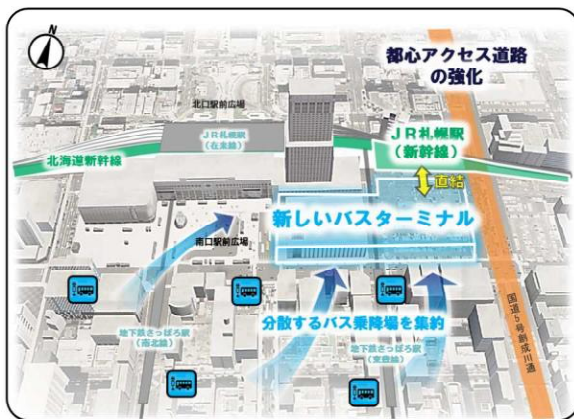 N
都心アクセス道路
の強化
北口駅前広場
JR札幌駅
(在来線)
JR札幌駅
(新幹線)
北海道新幹線
直結
新しいバスターミナル
南口駅前広場
分散するバス乗降場を集約
地下鉄さっぽろ駅
(南北線)
地下鉄さっぽろ駅
(東豊線)
国道5号創成川通